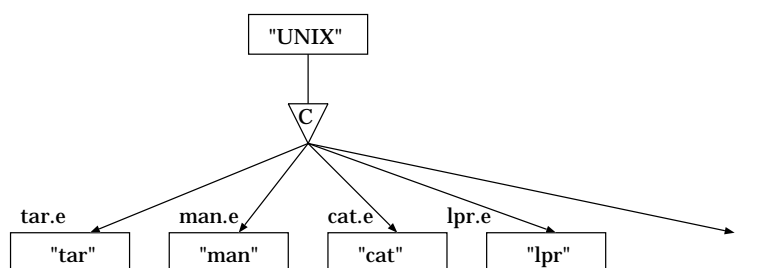 "UNIX"
C
tar.e man.e cat.e lpr.e
"tar" "man" "cat" "lpr"